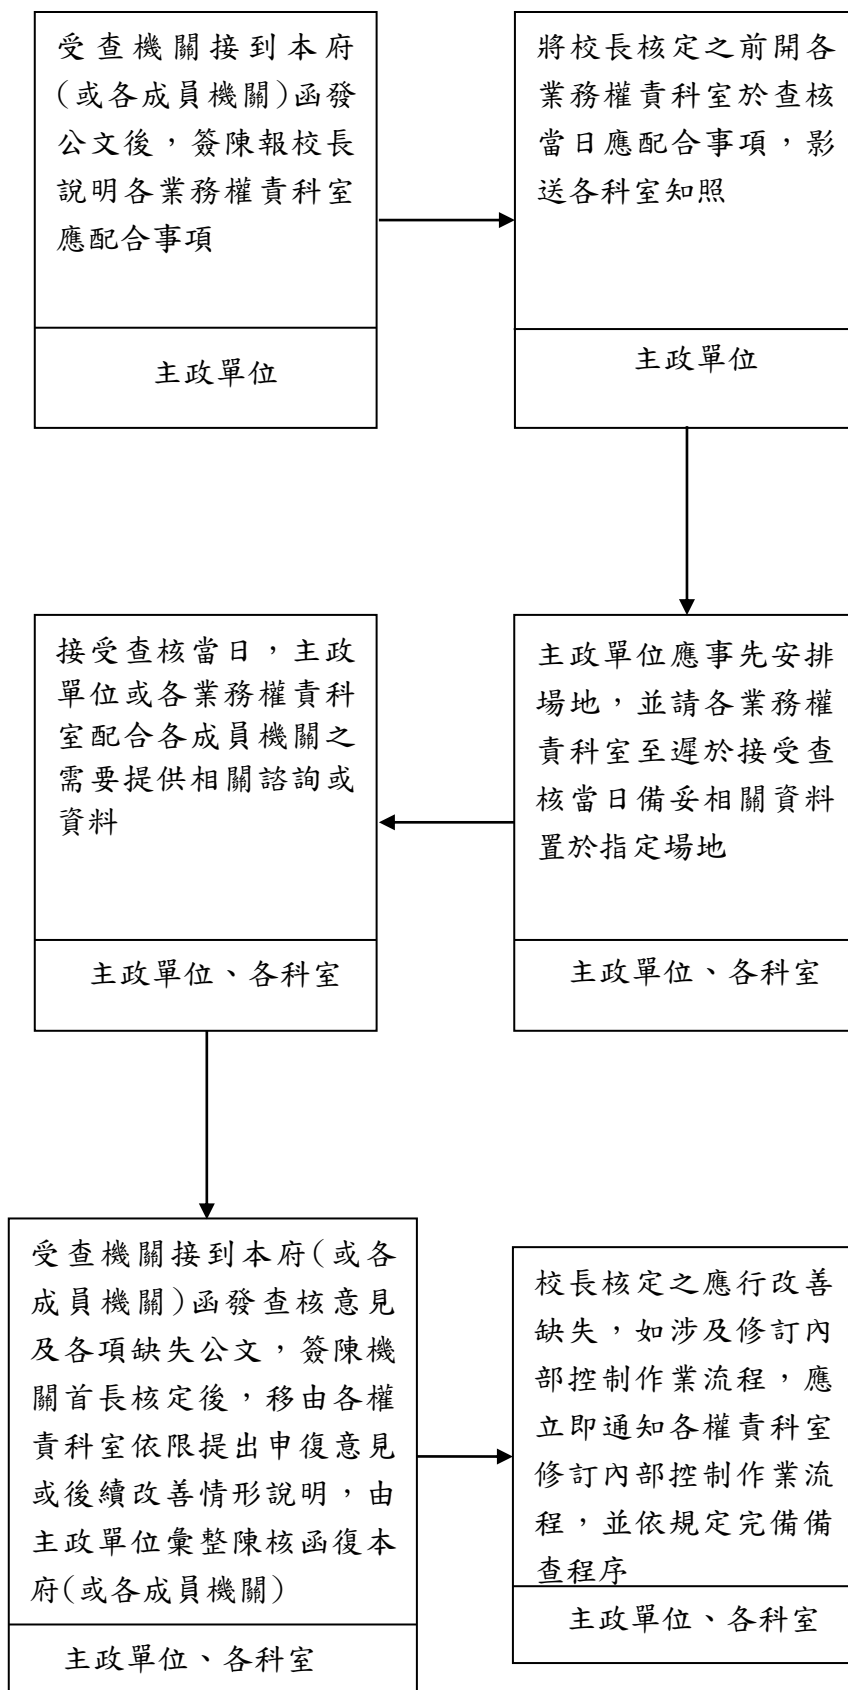 受查機關接到本府
(或各成員機關)函發
公文後，簽陳報校長
說明各業務權責科室
應配合事項
主政單位
將校長核定之前開各
業務權責科室於查核
當日應配合事項，影
送各科室知照
主政單位
主政單位應事先安排
場地，並請各業務權
責科室至遲於接受查
核當日備妥相關資料
置於指定場地
主政單位、各科室
接受查核當日，主政
單位或各業務權責科
室配合各成員機關之
需要提供相關諮詢或
資料
主政單位、各科室
受查機關接到本府(或各
成員機關)函發查核意見
及各項缺失公文，簽陳機
關首長核定後，移由各權
責科室依限提出申復意見
或後續改善情形說明，由
主政單位彙整陳核函復本
府(或各成員機關)
主政單位、各科室
校長核定之應行改善
缺失，如涉及修訂內
部控制作業流程，應
立即通知各權責科室
修訂內部控制作業流
程，並依規定完備備
查程序
主政單位、各科室